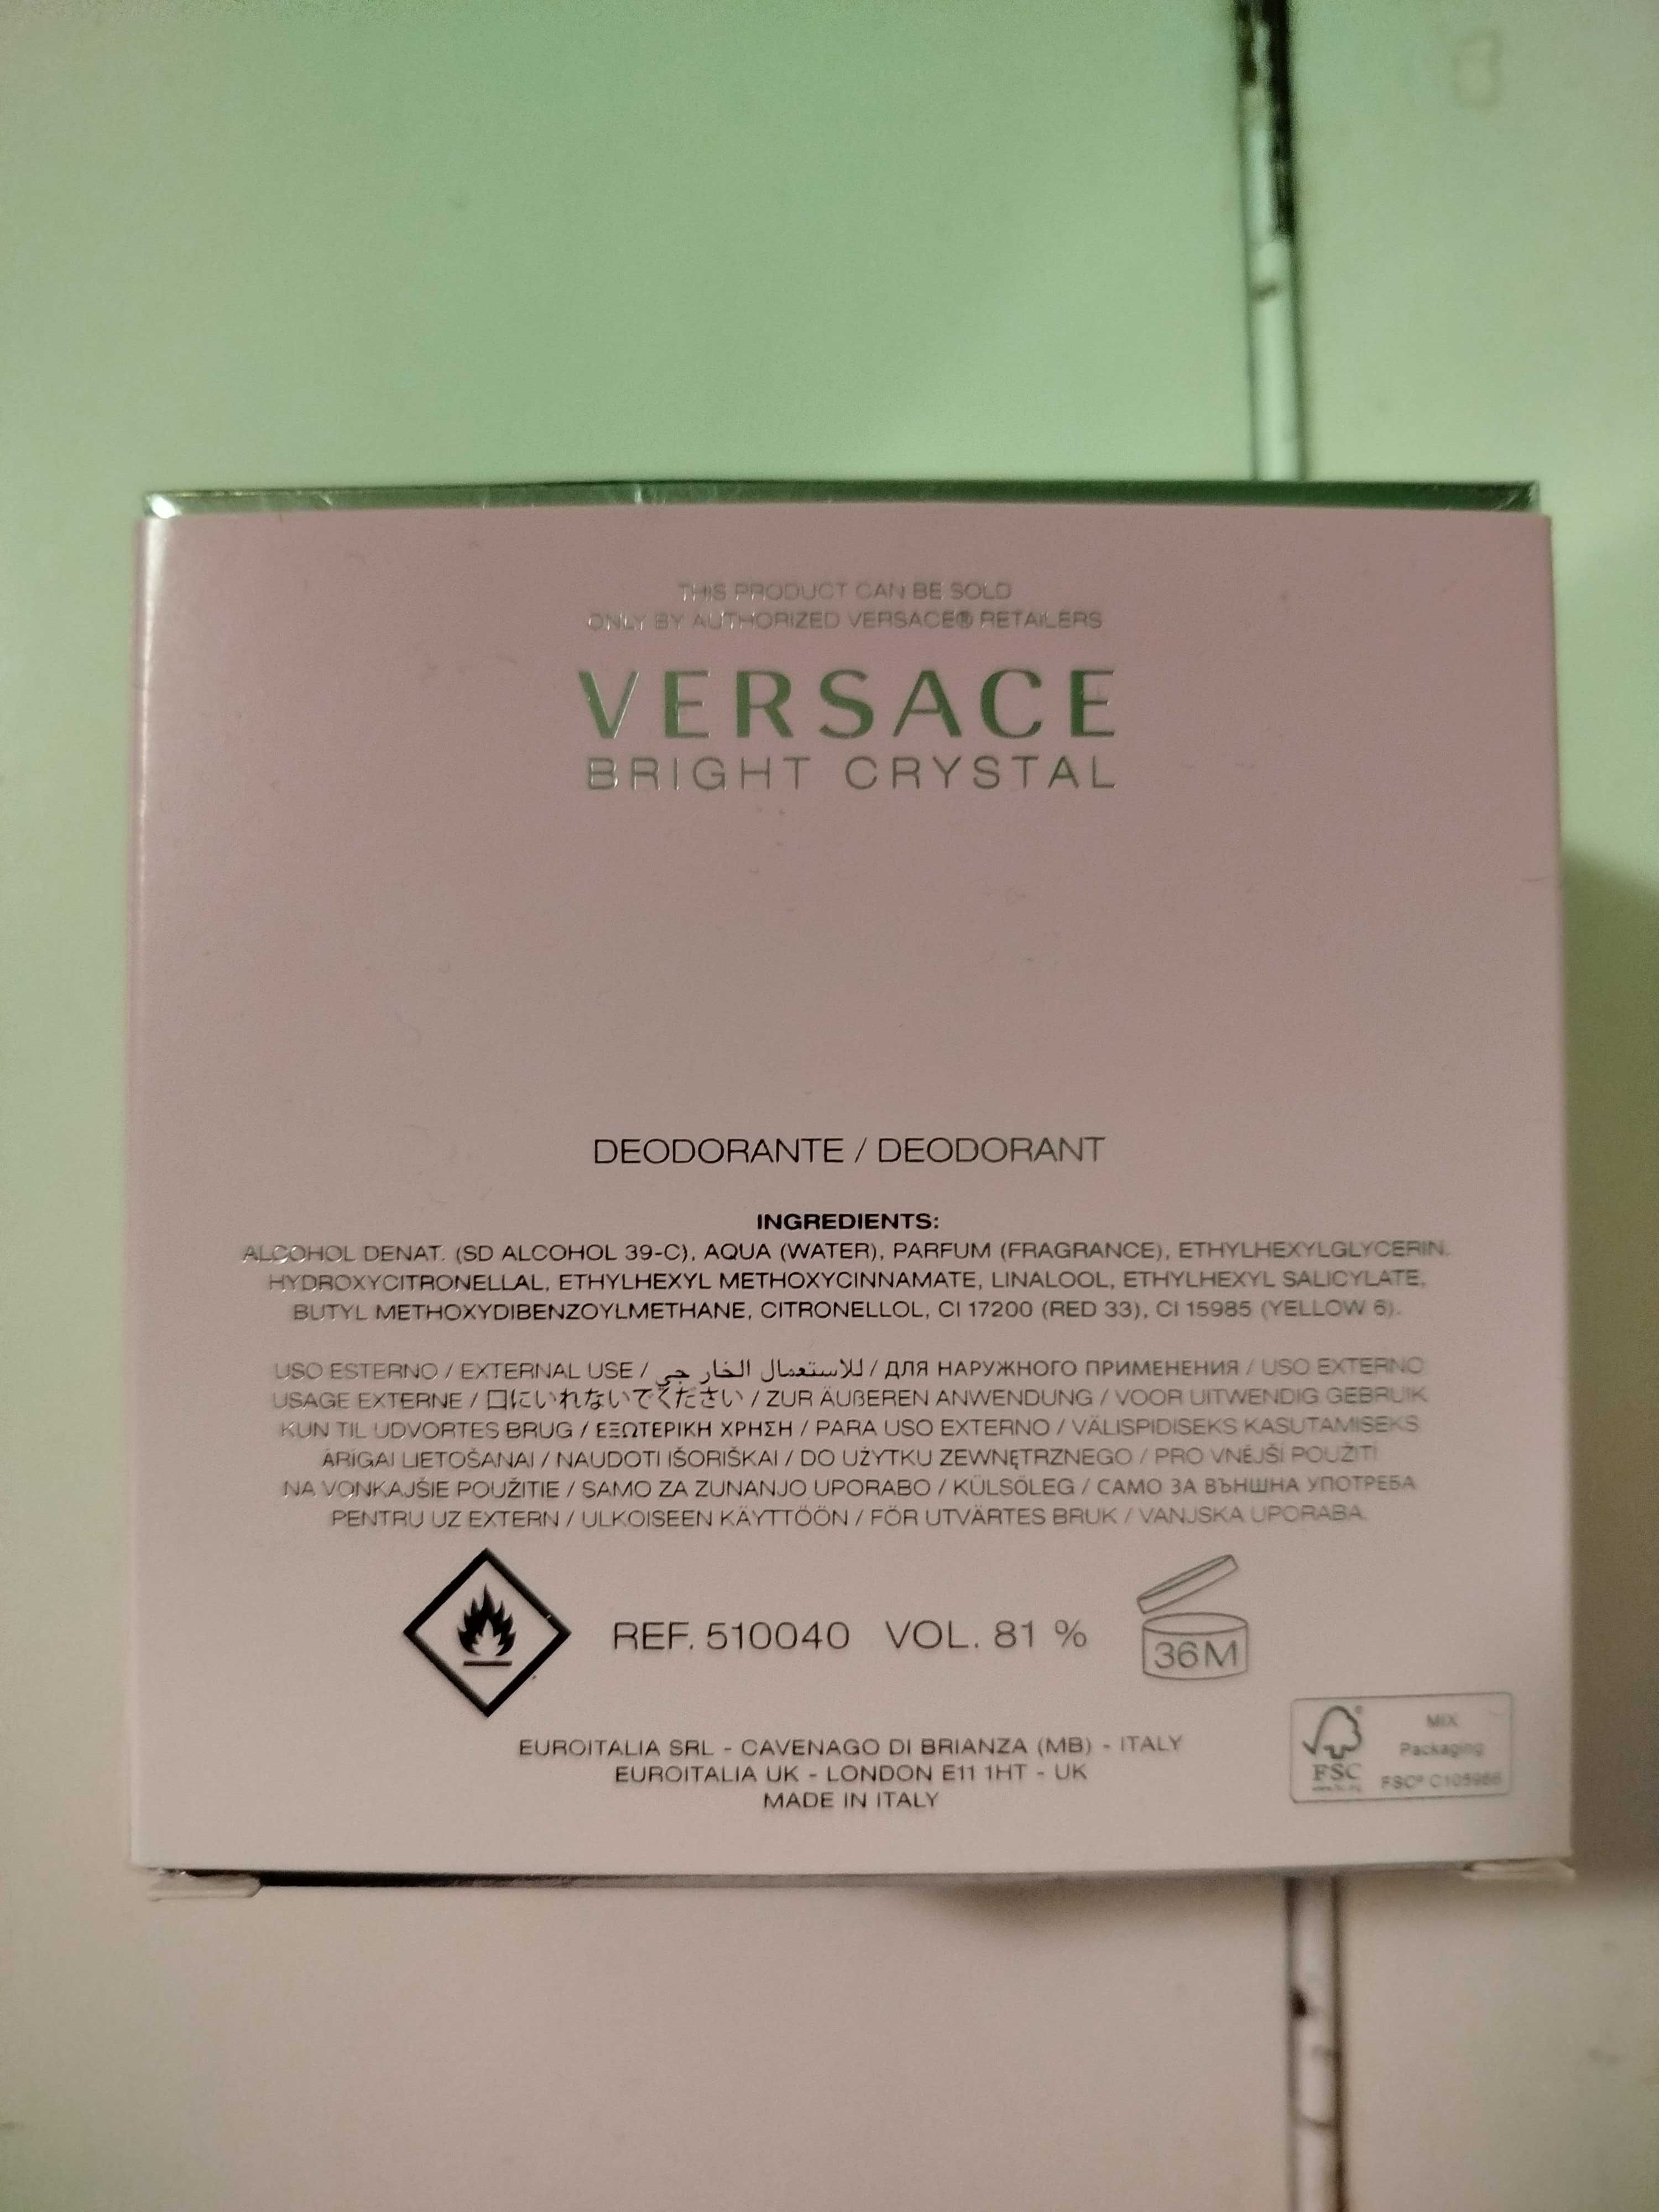 THIS PRODUCT CAN BE SOLD
ONLY BY AUTHORIZED VERSACE® RETAILERS
VERSACE
BRIGHT CRYSTAL
DEODORANTE / DEODORANT
INGREDIENTS:
ALCOHOL DENAT. (SD ALCOHOL 39-C), AQUA (WATER), PARFUM (FRAGRANCE), ETHYLHEXYLGLYCERIN,
HYDROXYCITRONELLAL, ETHYLHEXYL METHOXYCINNAMATE, LINALOOL, ETHYLHEXYL SALICYLATE,
BUTYL METHOXYDIBENZOYLMETHANE, CITRONELLOL, CI 17200 (RED 33), CI 15985 (YELLOW 6).
USO ESTERNO / EXTERNAL USE / للاستعمال الخار جي / ДЛЯ НАРУЖНОГО ПРИМЕНЕНИЯ / USO EXTERNO
USAGE EXTERNE / 口にいれないでください / ZUR ÄUßEREN ANWENDUNG / VOOR UITWENDIG GEBRUIK
KUN TIL UDVORTES BRUG / ΕΞΩΤΕΡΙΚΗ ΧΡΗΣΗ / PARA USO EXTERNO / VÄLISPIDISEKS KASUTAMISEKS
ĀRĪGAI LIETOŠANAI / NAUDOTI IŠORIŠKAI / DO UŻYTKU ZEWNĘTRZNEGO / PRO VNĚJŠÍ POUŽITÍ
NA VONKAJŠIE POUŽITIE / SAMO ZA ZUNANJO UPORABO / KÜLSŐLEG / САМО ЗА ВЪНШНА УПОТРЕБА
PENTRU UZ EXTERN / ULKOISEEN KÄYTTÖÖN / FÖR UTVÄRTES BRUK / VANJSKA UPORABA.
REF. 510040 VOL. 81 %
36M
EUROITALIA SRL - CAVENAGO DI BRIANZA (MB) - ITALY
EUROITALIA UK - LONDON E11 1HT - UK
MADE IN ITALY
MIX
Packaging
FSC
FSC®